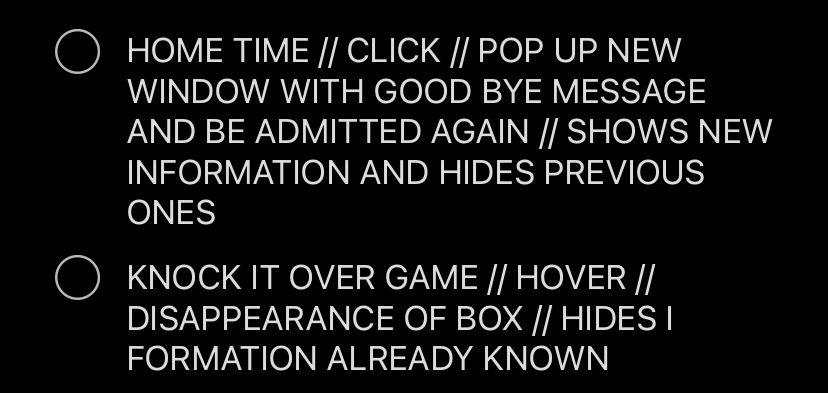 HOME TIME // CLICK // POP UP NEW
WINDOW WITH GOOD BYE MESSAGE
AND BE ADMITTED AGAIN // SHOWS NEW
INFORMATION AND HIDES PREVIOUS
ONES
KNOCK IT OVER GAME // HOVER //
DISAPPEARANCE OF BOX // HIDES I
FORMATION ALREADY KNOWN